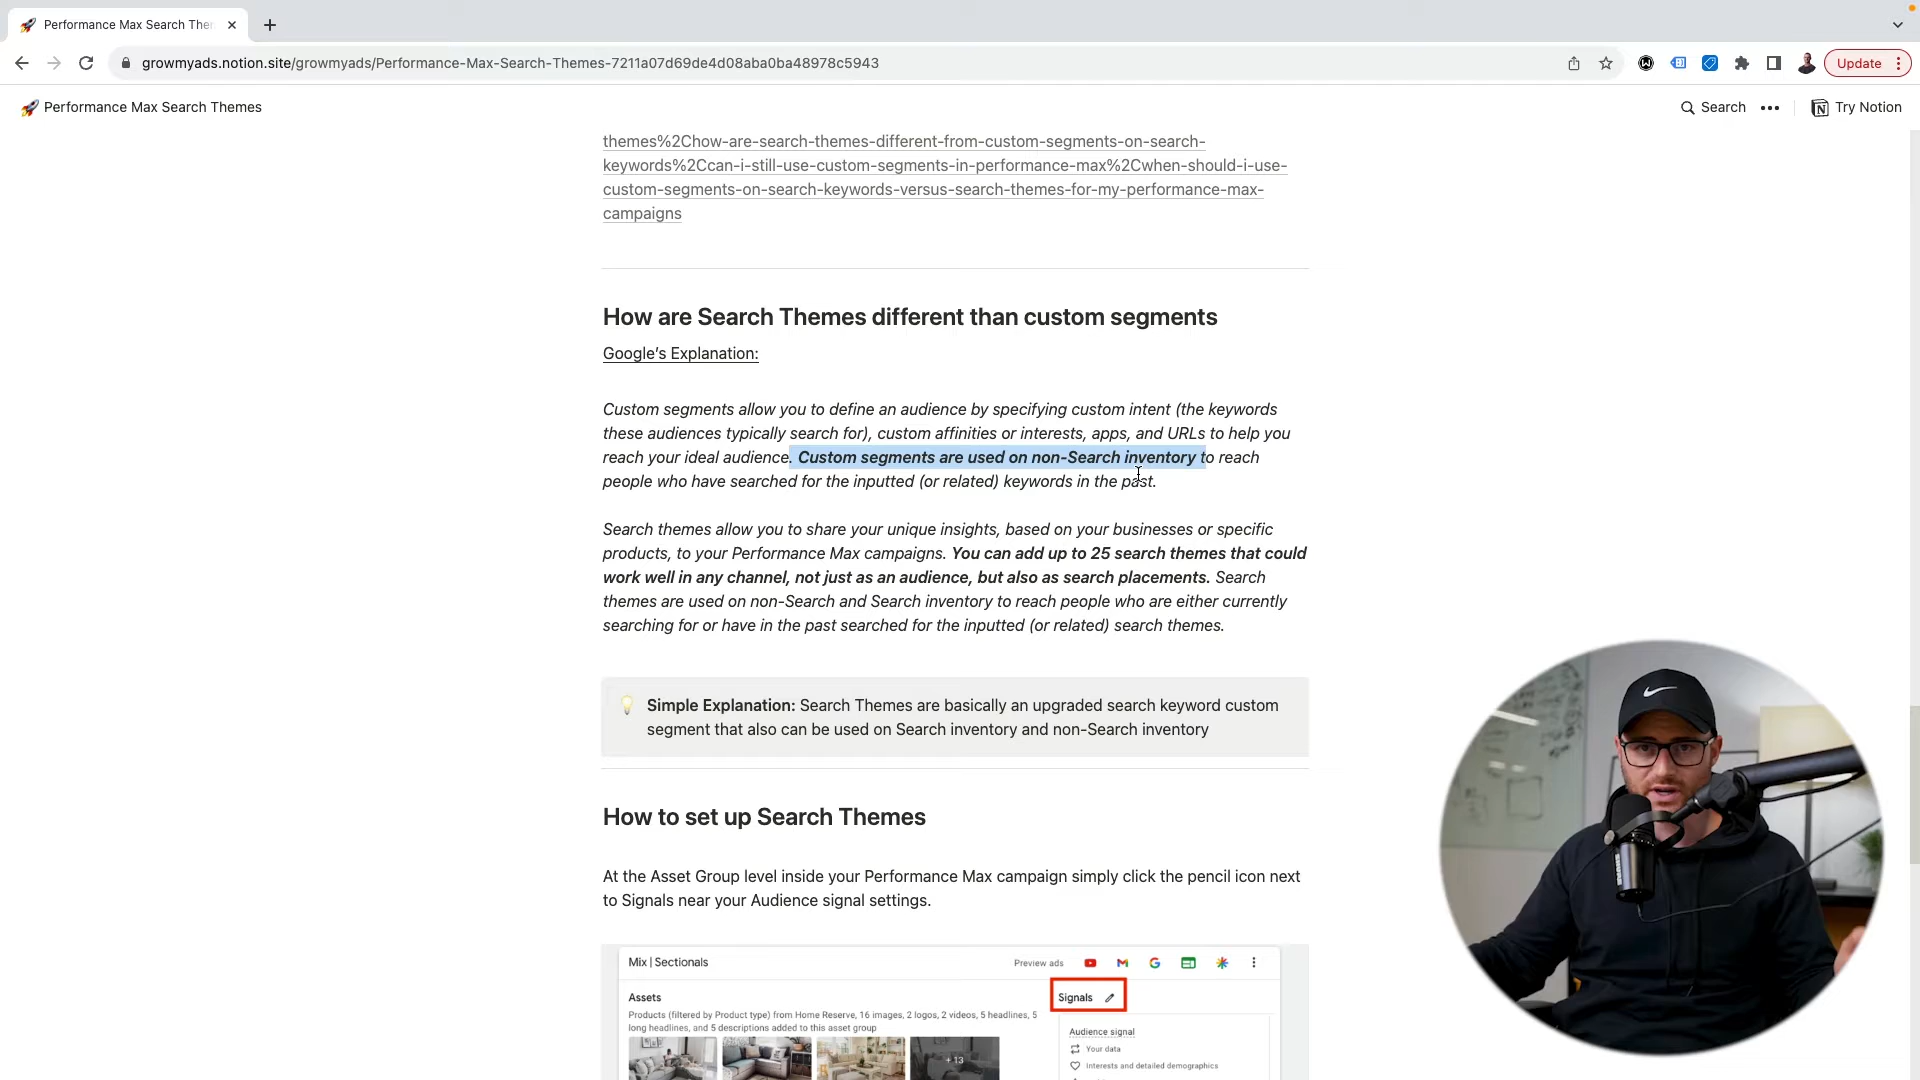 Performance Max Search The
growmyads.notion.site/growmyads/Performance-Max-Search-Themes-7211a07d69de4d08aba0ba48978c5943
Update
Performance Max Search Themes
Search
Try Notion
themes%2Chow-are-search-themes-different-from-custom-segments-on-search-
keywords%2Ccan-i-still-use-custom-segments-in-performance-max%2Cwhen-should-i-use-
custom-segments-on-search-keywords-versus-search-themes-for-my-performance-max-
campaigns
How are Search Themes different than custom segments
Google's Explanation:
Custom segments allow you to define an audience by specifying custom intent (the keywords
these audiences typically search for), custom affinities or interests, apps, and URLs to help you
reach your ideal audience. Custom segments are used on non-Search inventory to reach
people who have searched for the inputted (or related) keywords in the past.
Search themes allow you to share your unique insights, based on your businesses or specific
products, to your Performance Max campaigns. You can add up to 25 search themes that could
work well in any channel, not just as an audience, but also as search placements. Search
themes are used on non-Search and Search inventory to reach people who are either currently
searching for or have in the past searched for the inputted (or related) search themes.
Simple Explanation: Search Themes are basically an upgraded search keyword custom
segment that also can be used on Search inventory and non-Search inventory
How to set up Search Themes
At the Asset Group level inside your Performance Max campaign simply click the pencil icon next
to Signals near your Audience signal settings.
Mix | Sectionals
Preview ads
Assets
Signals
Products (filtered by Product type) from Home Reserve, 16 images, 2 logos, 2 videos, 5 headlines, 5
long headlines, and 5 descriptions added to this asset group
Audience signal
Your data
Interests and detailed demographics
+ 13